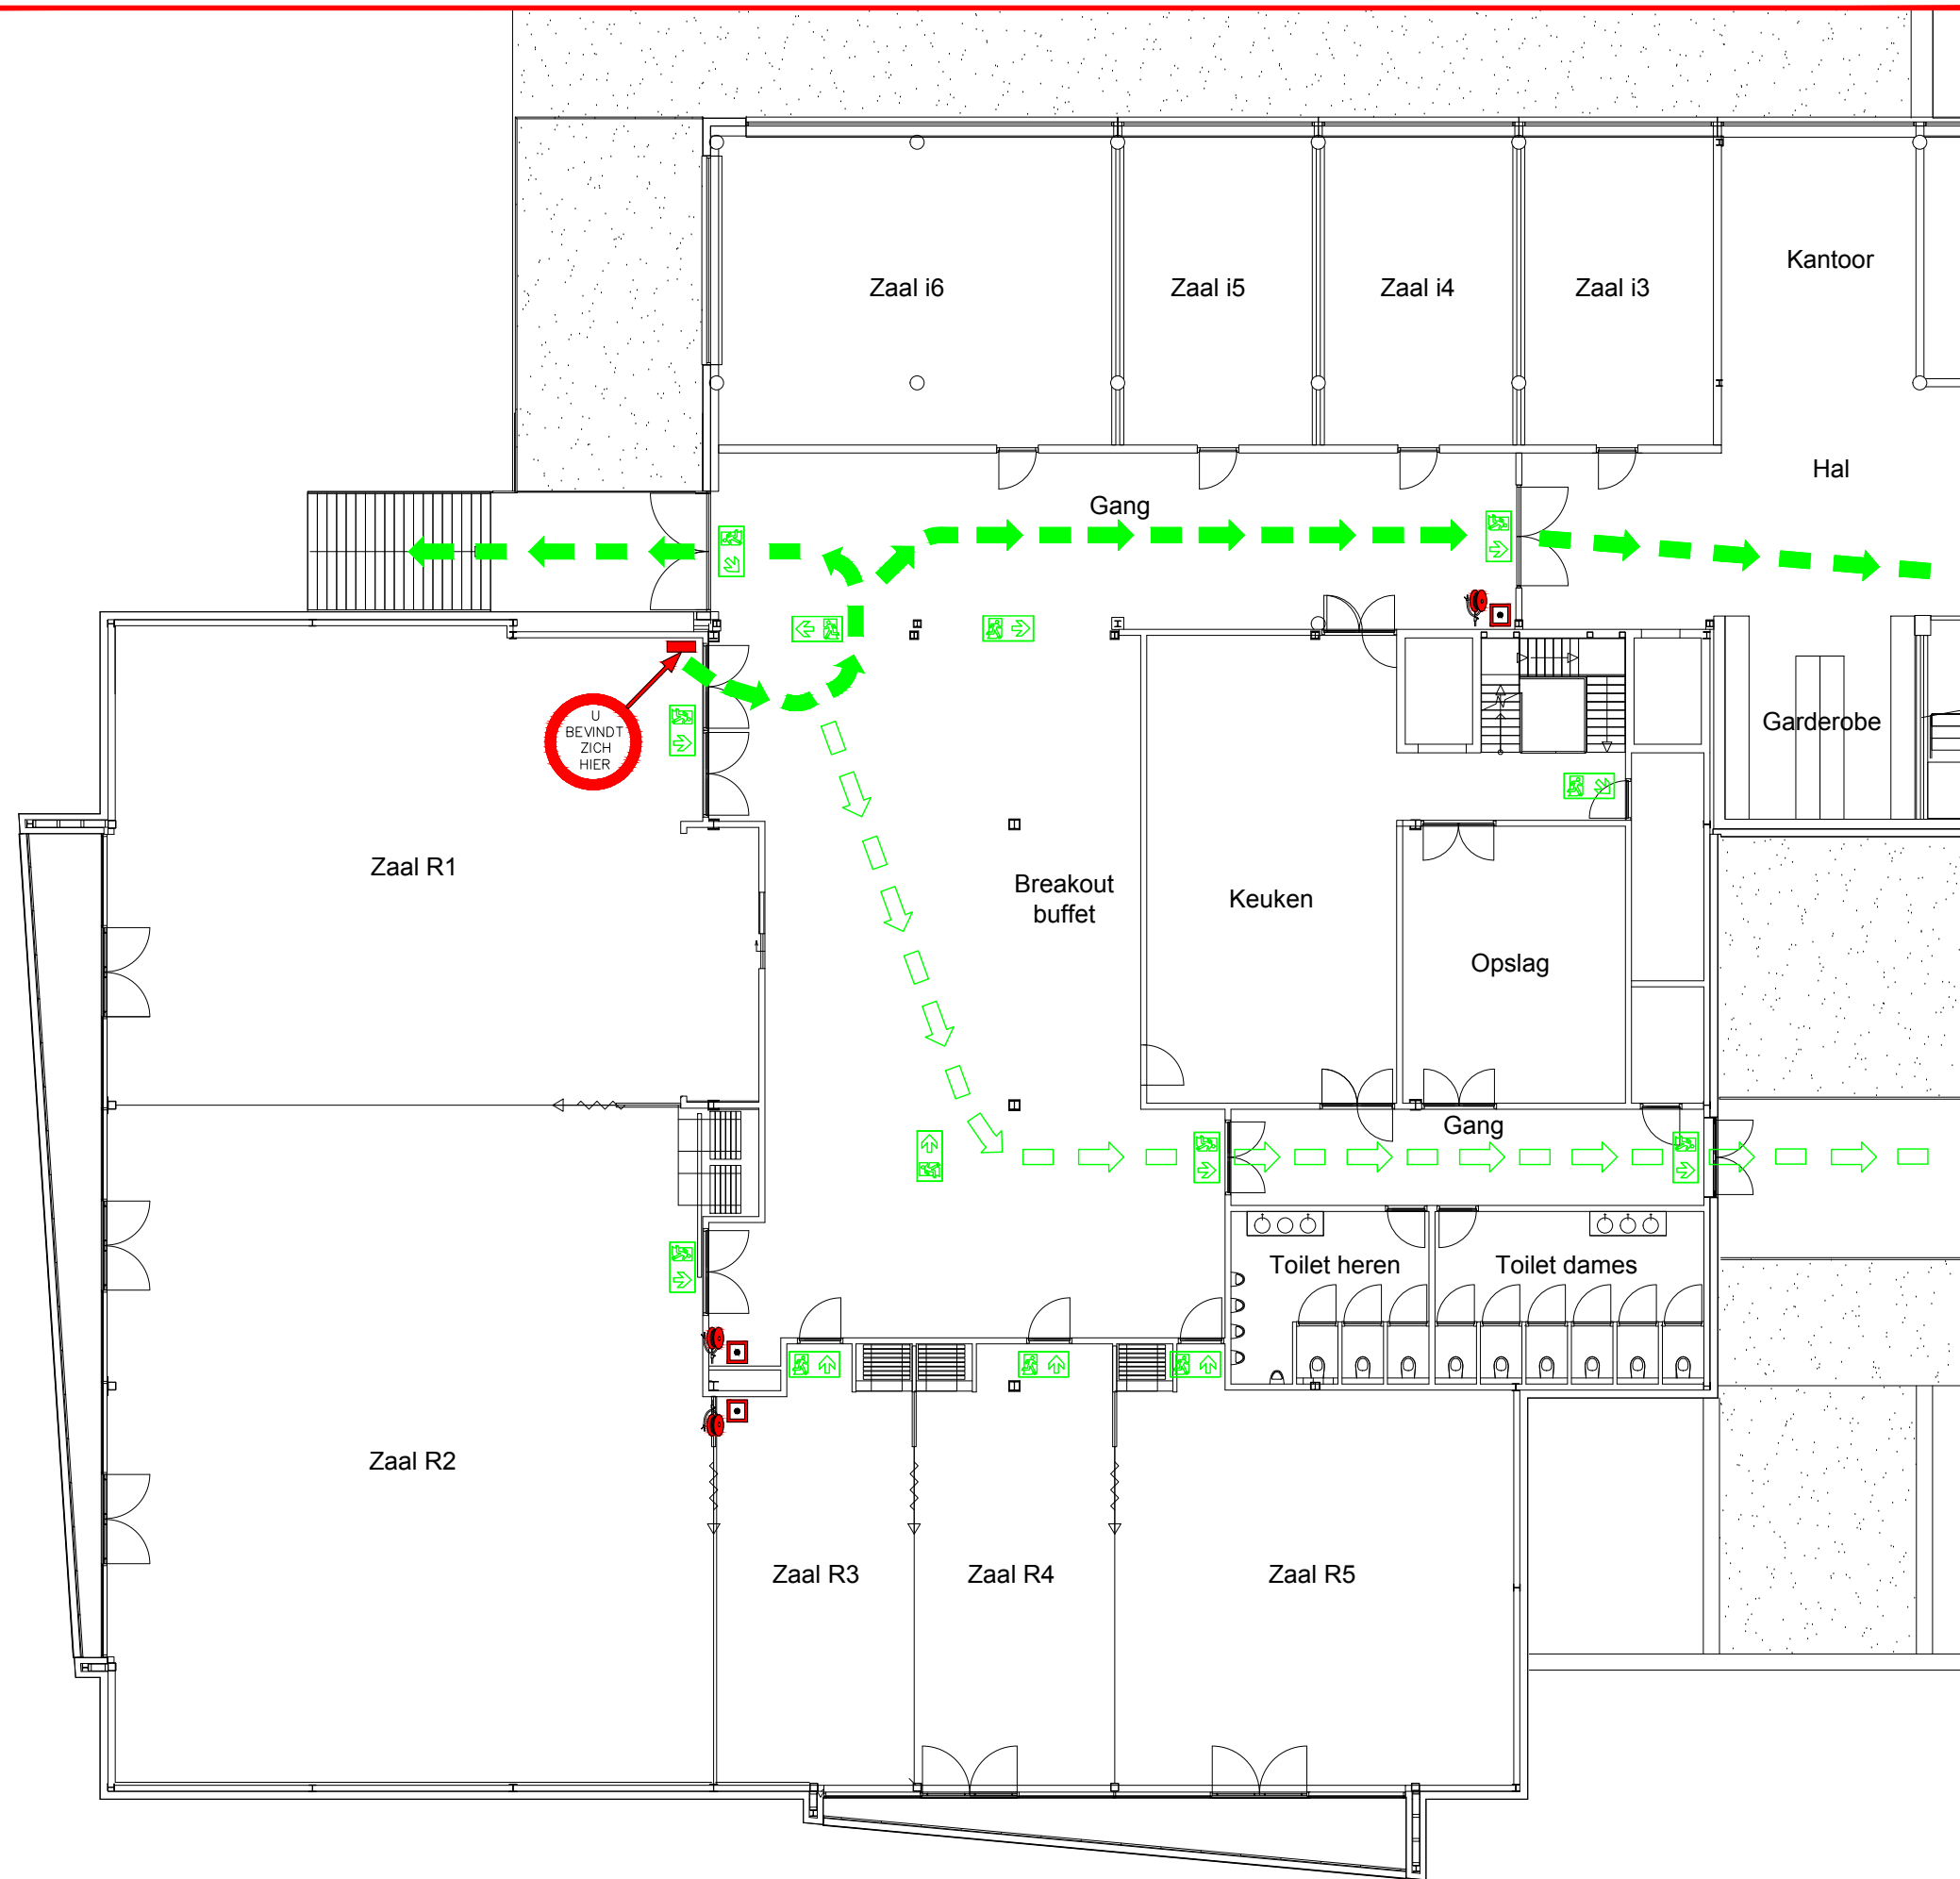 Zaal i6
Zaal i5
Zaal i4
Zaal i3
Kantoor
Hal
Gang
U
BEVINDT
ZICH
HIER
Garderobe
Zaal R1
Breakout
buffet
Keuken
Opslag
Gang
Toilet heren
Toilet dames
Zaal R2
Zaal R3
Zaal R4
Zaal R5